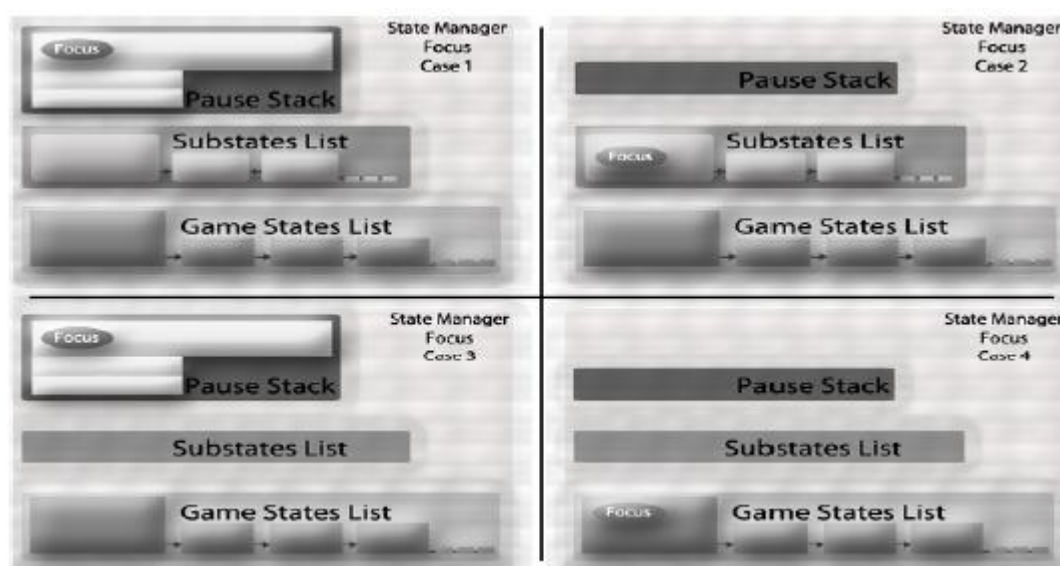 State Manager
Focus
Case 1
Focus
Pause Stack
Substates List
Game States List
State Manager
Focus
Case 2
Pause Stack
Substates List
Focus
Game States List
State Manager
Focus
Case 3
Focus
Pause Stack
Substates List
Game States List
State Manager
Focus
Case 4
Pause Stack
Substates List
Game States List
Focus